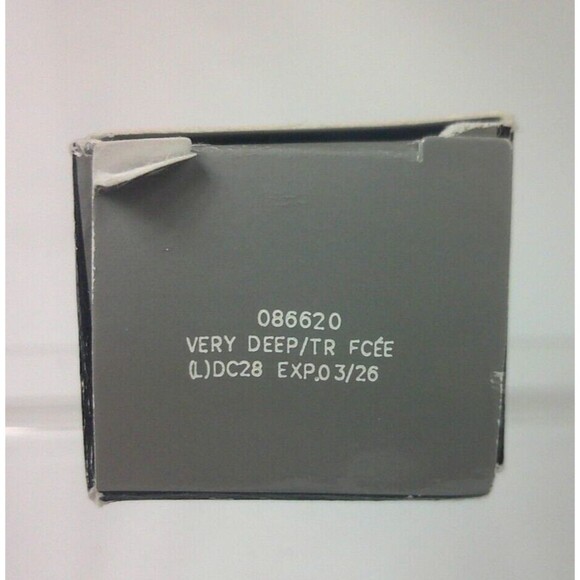 086620
VERY DEEP/TR FCÉE
(L)DC28 EXP.03/26